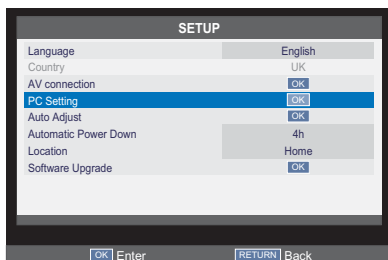 SETUP
Language English
Country UK
AV connection OK
PC Setting OK
Auto Adjust OK
Automatic Power Down 4h
Location Home
Software Upgrade OK
OK Enter RETURN Back